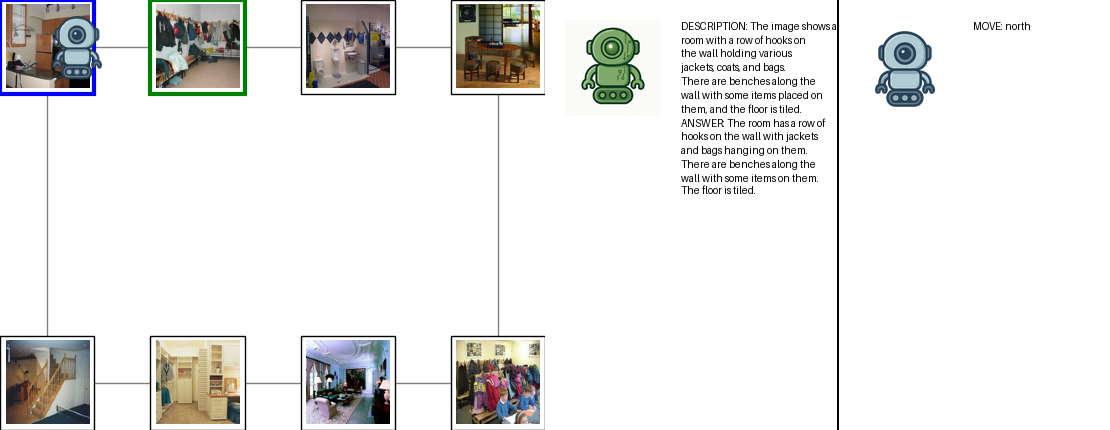 DESCRIPTION: The image shows a
room with a row of hooks on
the wall holding various
jackets, coats, and bags.
There are benches along the
wall with some items placed on
them, and the floor is tiled.
ANSWER: The room has a row of
hooks on the wall with jackets
and bags hanging on them.
There are benches along the
wall with some items on them.
The floor is tiled.
MOVE: north